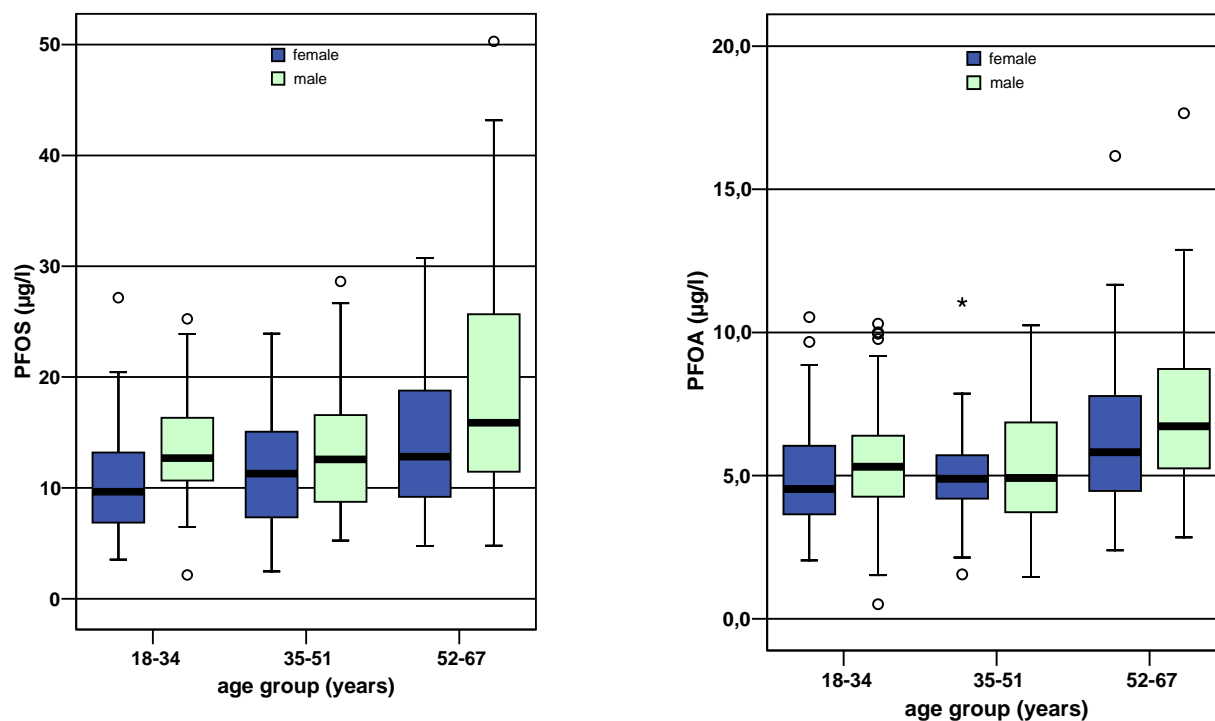 50
40
30
20
10
0
PFOS (µg/l)
female
male
18-34
35-51
52-67
age group (years)
20,0
15,0
10,0
5,0
0,0
PFOA (µg/l)
female
male
*
18-34
35-51
52-67
age group (years)